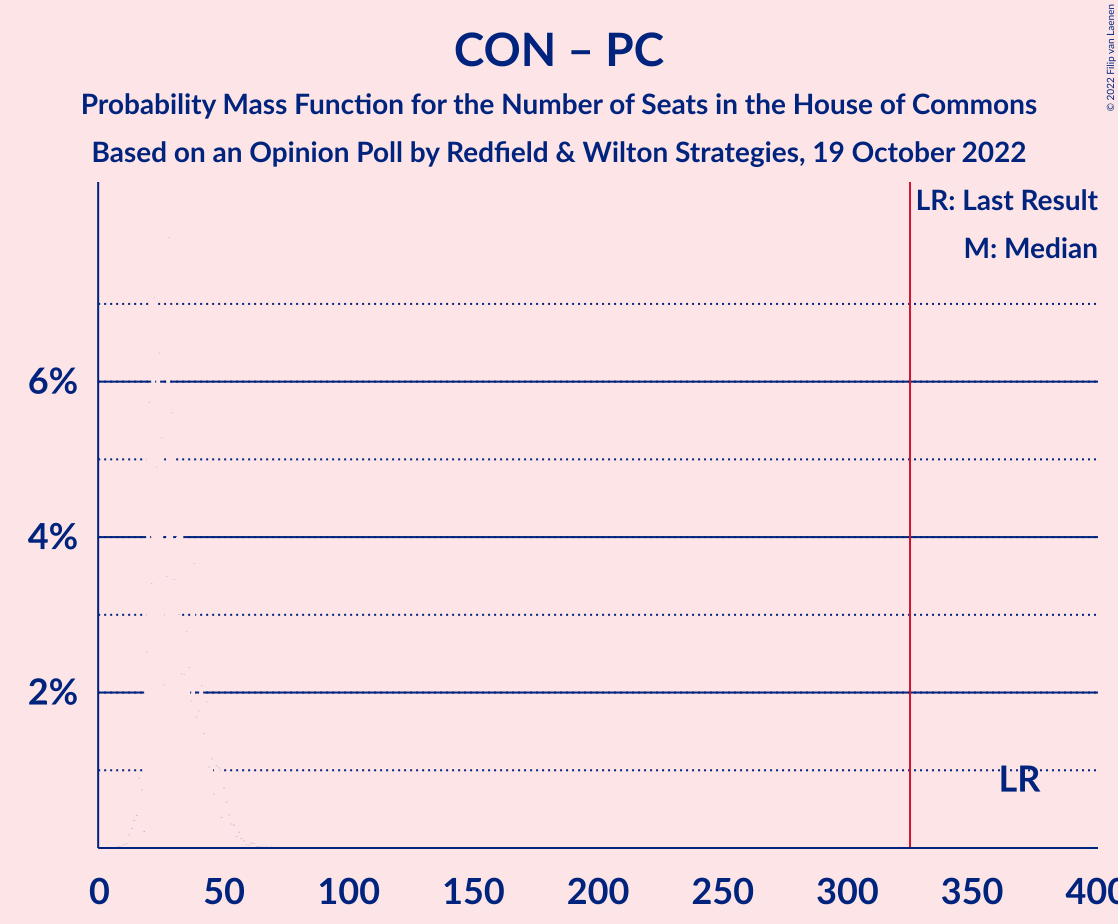 CON – PC
Probability Mass Function for the Number of Seats in the House of Commons
Based on an Opinion Poll by Redfield & Wilton Strategies, 19 October 2022
© 2022 Filip van Laenen
LR: Last Result
M: Median
6%
4%
2%
LR
0 50 100 150 200 250 300 350 400